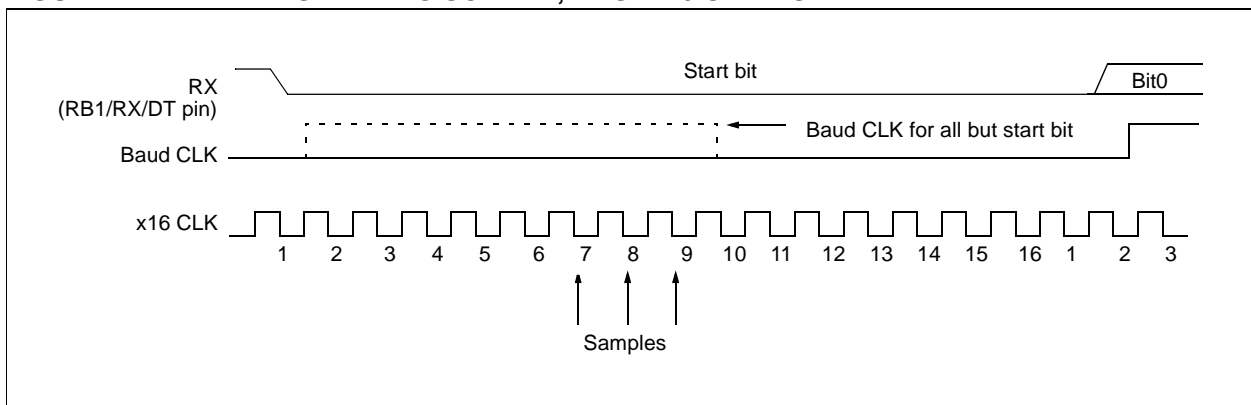 Start bit
Bit0
RX
(RB1/RX/DT pin)
Baud CLK for all but start bit
Baud CLK
x16 CLK
1 2 3 4 5 6 7 8 9 10 11 12 13 14 15 16 1 2 3
Samples